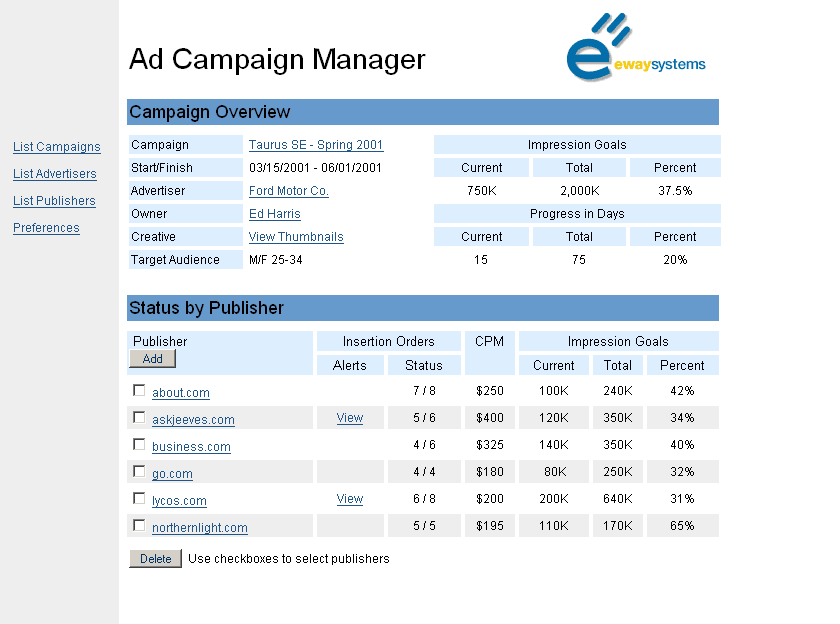 Ad Campaign Manager
ewaysystems
Campaign Overview
List Campaigns
List Advertisers
List Publishers
Preferences
Campaign Taurus SE - Spring 2001
Start/Finish 03/15/2001 - 06/01/2001
Advertiser Ford Motor Co.
Owner Ed Harris
Creative View Thumbnails
Target Audience M/F 25-34
Impression Goals
Current Total Percent
750K 2,000K 37.5%
Progress in Days
Current Total Percent
15 75 20%
Status by Publisher
Publisher Insertion Orders CPM Impression Goals
Add Alerts Status Current Total Percent
about.com 7 / 8 $250 100K 240K 42%
askjeeves.com View 5 / 6 $400 120K 350K 34%
business.com 4 / 6 $325 140K 350K 40%
go.com 4 / 4 $180 80K 250K 32%
lycos.com View 6 / 8 $200 200K 640K 31%
northernlight.com 5 / 5 $195 110K 170K 65%
Delete Use checkboxes to select publishers